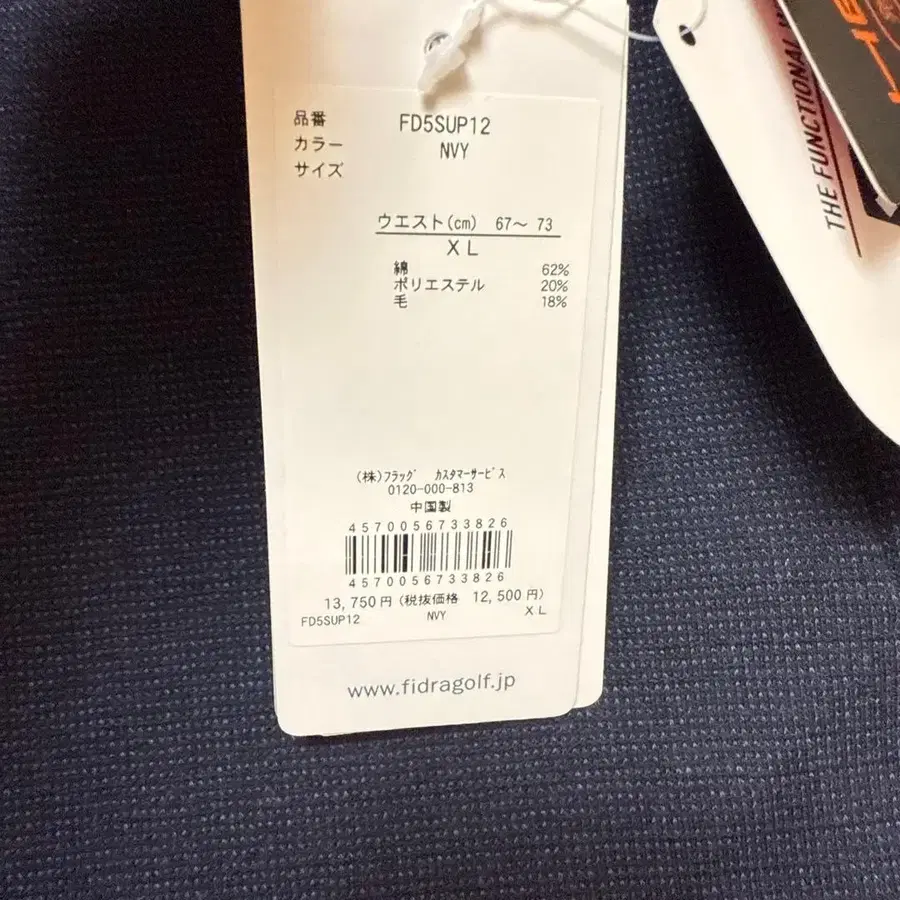 品番 FD5SUP12
カラー NVY
サイズ
ウエスト(cm) 67～ 73
XL
綿 62%
ポリエステル 20%
毛 18%
(株)ﾌﾗｯｸﾞ ｶｽﾀﾏｰｻｰﾋﾞｽ
0120-000-813
中国製
4570056733826
4570056733826
13,750円(税抜価格 12,500円)
FD5SUP12 NVY XL
www.fidragolf.jp
THE FUNCTIONAL